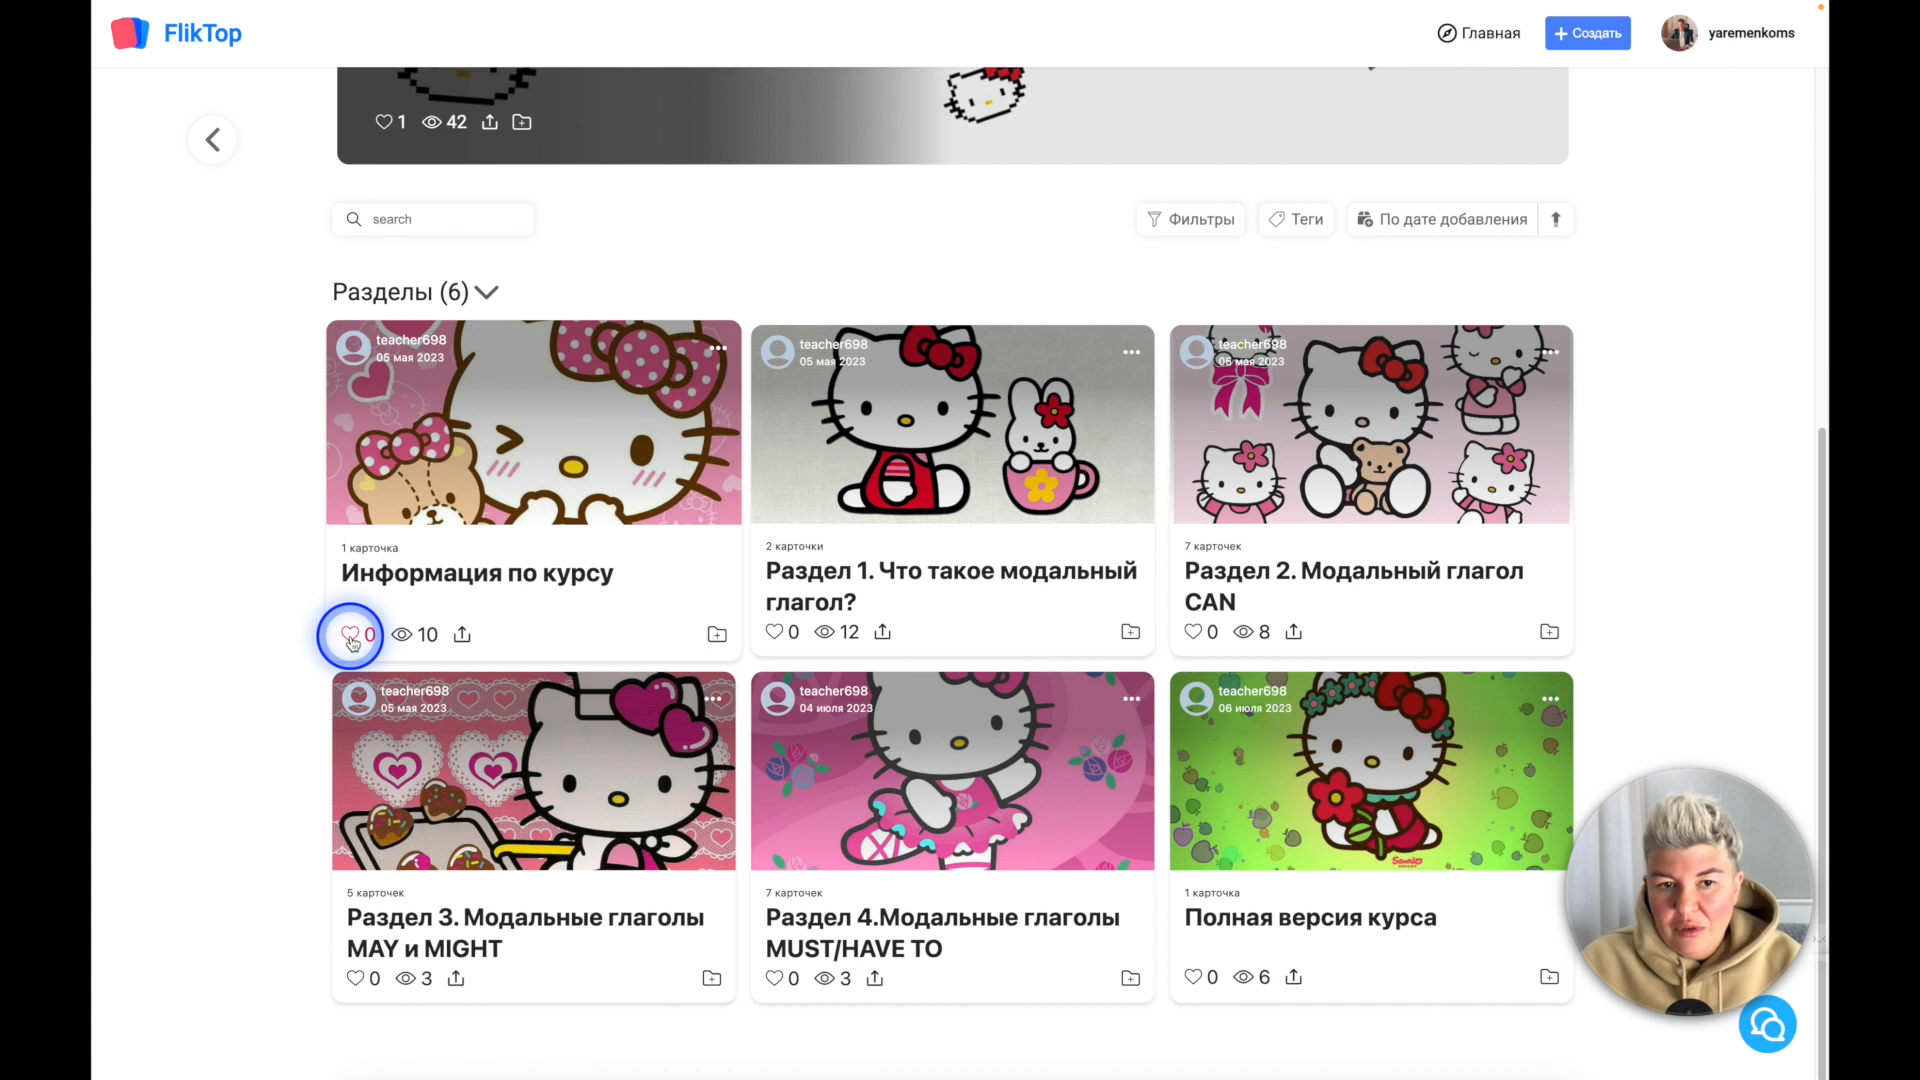 FlikTop
Главная
+ Создать
yaremenkoms
1
42
search
Фильтры
Теги
По дате добавления
Разделы (6)
teacher698
05 мая 2023
1 карточка
Информация по курсу
0
10
teacher698
05 мая 2023
2 карточки
Раздел 1. Что такое модальный
глагол?
0
12
teacher698
05 мая 2023
7 карточек
Раздел 2. Модальный глагол
CAN
0
8
teacher698
05 мая 2023
5 карточек
Раздел 3. Модальные глаголы
MAY и MIGHT
0
3
teacher698
04 июля 2023
7 карточек
Раздел 4.Модальные глаголы
MUST/HAVE TO
0
3
teacher698
06 июля 2023
Sanrio
1 карточка
Полная версия курса
0
6